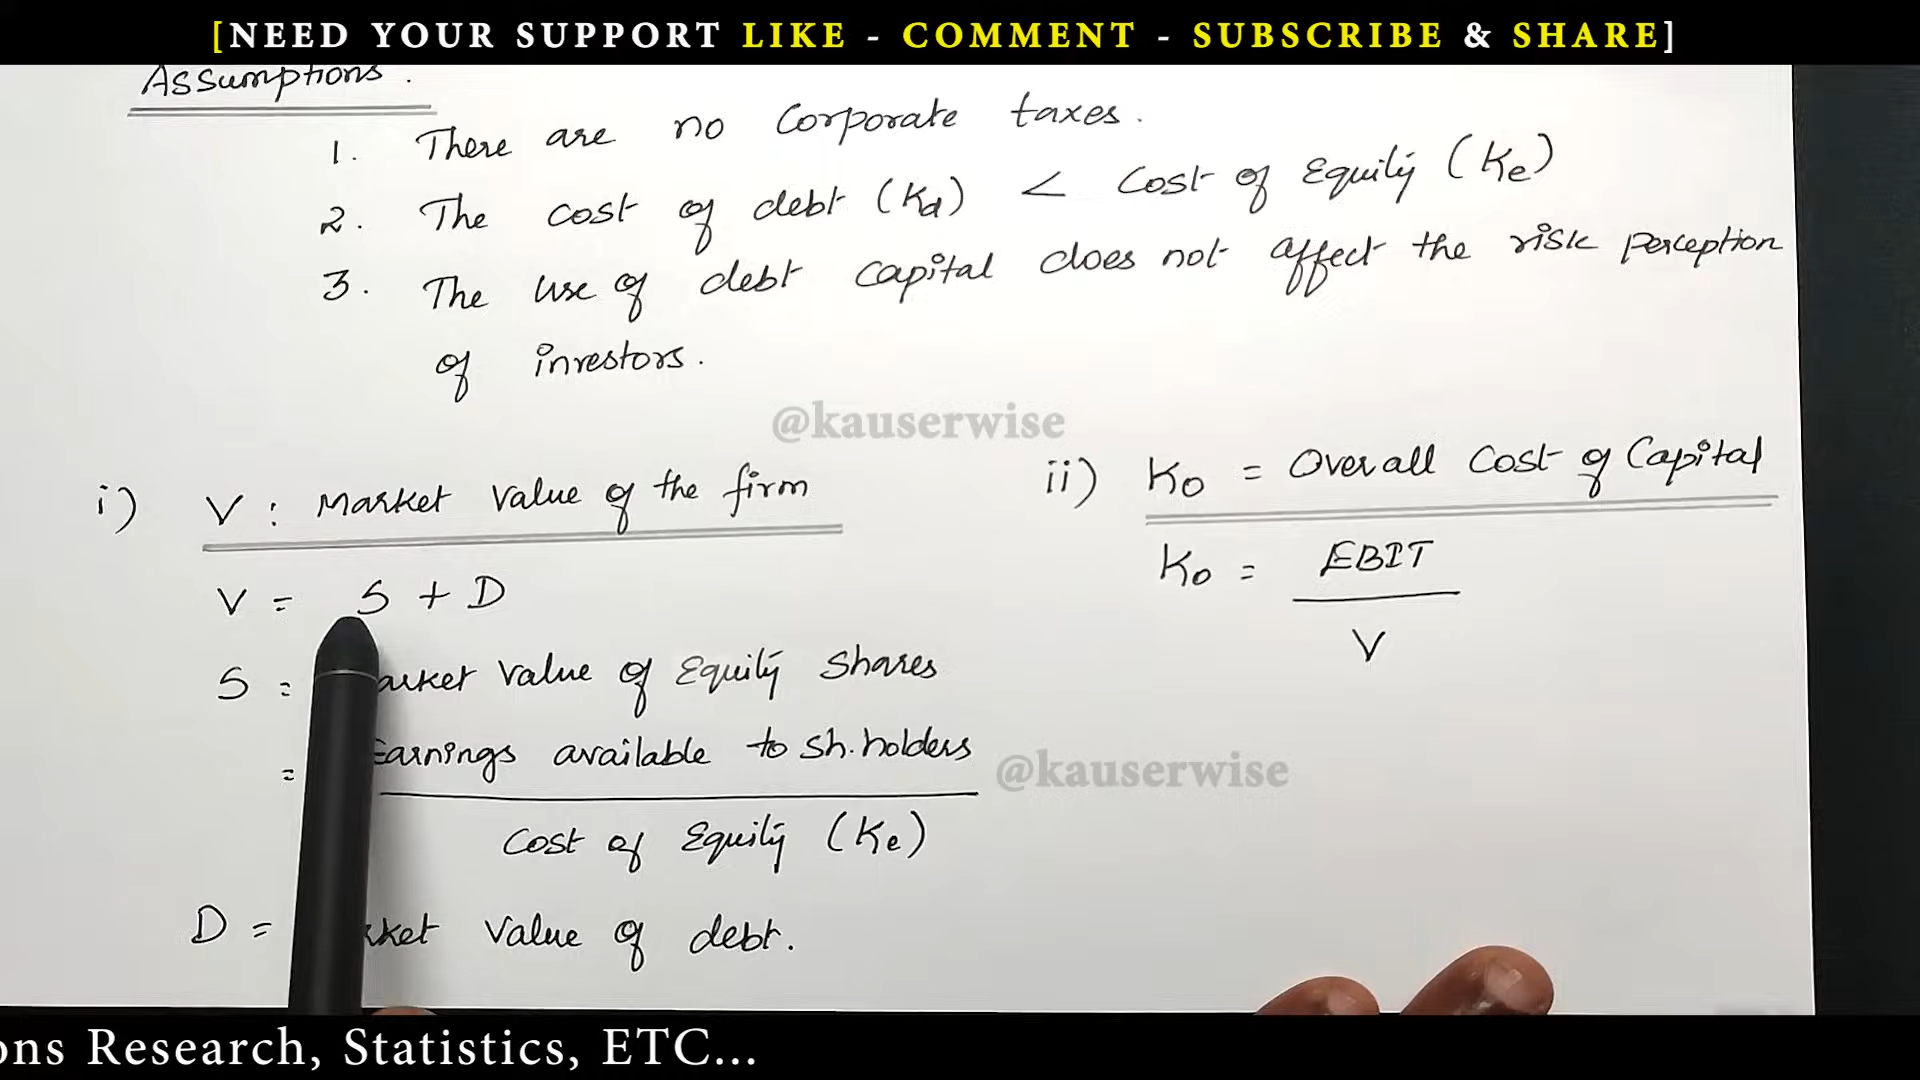 [NEED YOUR SUPPORT LIKE - COMMENT - SUBSCRIBE & SHARE]
Assumptions.
1. There are no Corporate taxes.
2. The cost of debt (Kd) < Cost of Equity (Ke)
3. The use of debt capital does not affect the risk perception
of investors.
@kauserwise
i) V : Market Value of the firm
V = S + D
S = Market Value of Equity Shares
= Earnings available to Sh.holders
Cost of Equity (Ke)
D = Market Value of debt.
ii) Ko = Overall Cost of Capital
Ko = EBIT
V
@kauserwise
ons Research, Statistics, ETC...